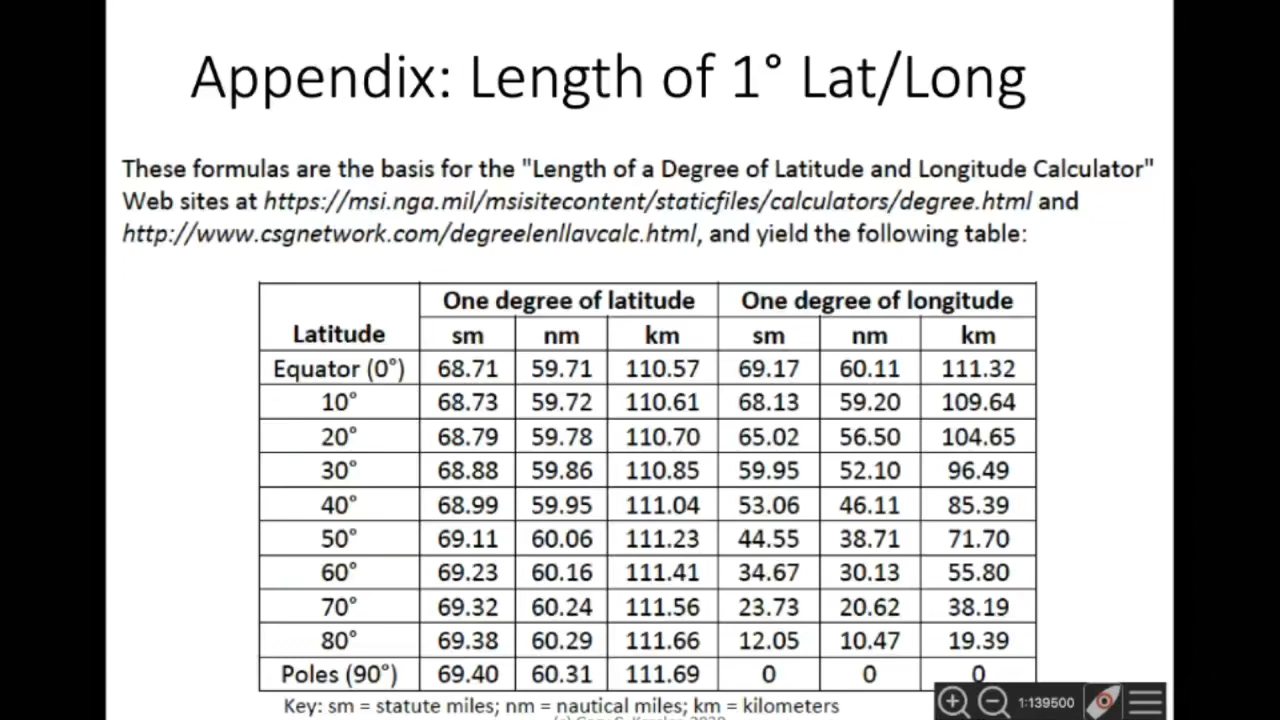 Appendix: Length of 1° Lat/Long
These formulas are the basis for the "Length of a Degree of Latitude and Longitude Calculator"
Web sites at https://msi.nga.mil/msisitecontent/staticfiles/calculators/degree.html and
http://www.csgnetwork.com/degreelenllavcalc.html, and yield the following table:
One degree of latitude One degree of longitude
Latitude sm nm km sm nm km
Equator (0°) 68.71 59.71 110.57 69.17 60.11 111.32
10° 68.73 59.72 110.61 68.13 59.20 109.64
20° 68.79 59.78 110.70 65.02 56.50 104.65
30° 68.88 59.86 110.85 59.95 52.10 96.49
40° 68.99 59.95 111.04 53.06 46.11 85.39
50° 69.11 60.06 111.23 44.55 38.71 71.70
60° 69.23 60.16 111.41 34.67 30.13 55.80
70° 69.32 60.24 111.56 23.73 20.62 38.19
80° 69.38 60.29 111.66 12.05 10.47 19.39
Poles (90°) 69.40 60.31 111.69 0 0 0
Key: sm = statute miles; nm = nautical miles; km = kilometers
1:139500